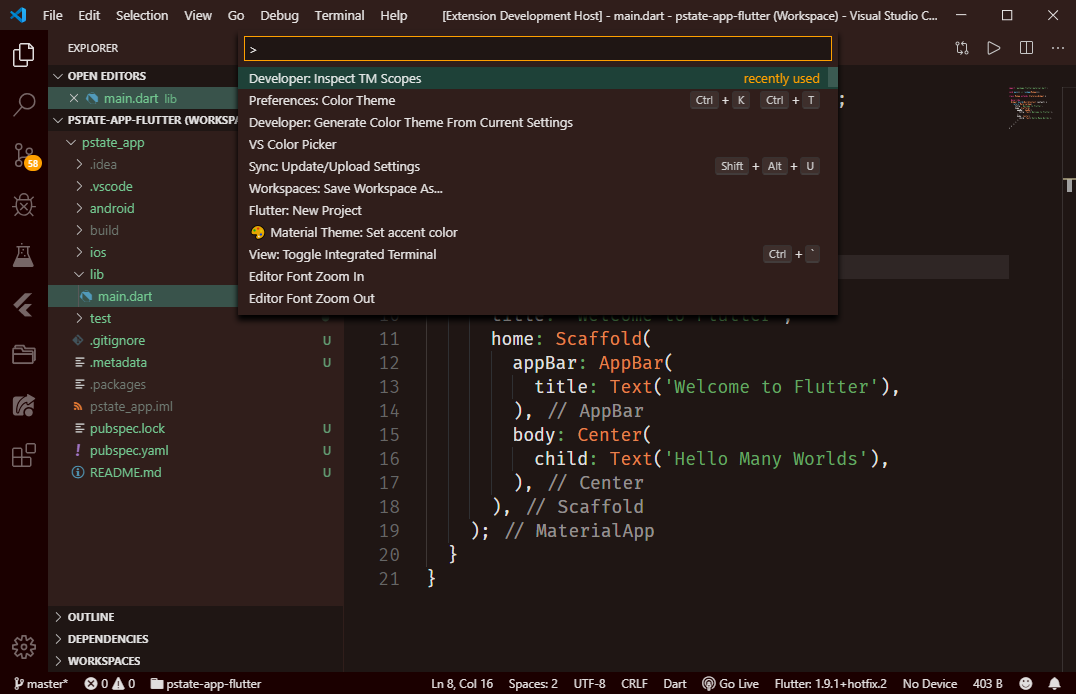 File Edit Selection View Go Debug Terminal Help [Extension Development Host] - main.dart - pstate-app-flutter (Workspace) - Visual Studio C...
EXPLORER
>
OPEN EDITORS
main.dart lib
PSTATE-APP-FLUTTER (WORKSPA
pstate_app
.idea
.vscode
android
build
ios
lib
main.dart
test
.gitignore U
.metadata U
.packages
pstate_app.iml
pubspec.lock U
pubspec.yaml U
README.md U
OUTLINE
DEPENDENCIES
WORKSPACES
58
Developer: Inspect TM Scopes recently used
Preferences: Color Theme Ctrl + K Ctrl + T
Developer: Generate Color Theme From Current Settings
VS Color Picker
Sync: Update/Upload Settings Shift + Alt + U
Workspaces: Save Workspace As...
Flutter: New Project
Material Theme: Set accent color
View: Toggle Integrated Terminal Ctrl + `
Editor Font Zoom In
Editor Font Zoom Out
;
10 title: 'Welcome to Flutter',
11 home: Scaffold(
12 appBar: AppBar(
13 title: Text('Welcome to Flutter'),
14 ), // AppBar
15 body: Center(
16 child: Text('Hello Many Worlds'),
17 ), // Center
18 ), // Scaffold
19 ); // MaterialApp
20 }
21 }
master* 0 0 pstate-app-flutter Ln 8, Col 16 Spaces: 2 UTF-8 CRLF Dart Go Live Flutter: 1.9.1+hotfix.2 No Device 403 B